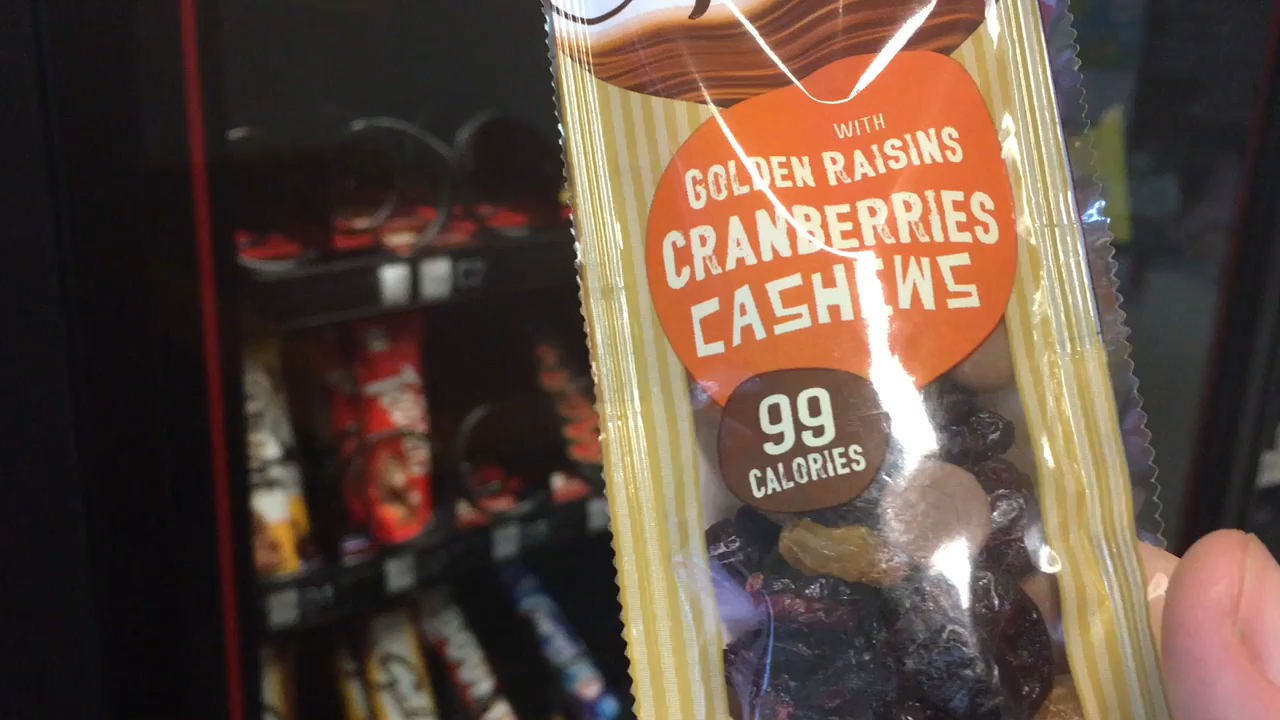 WITH
GOLDEN RAISINS
CRANBERRIES
CASHEWS
99
CALORIES